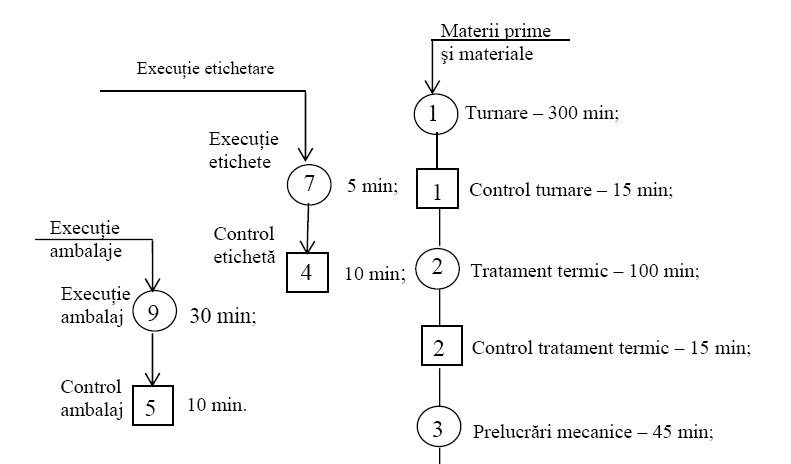 Materii prime
şi materiale
Execuţie etichetare
1 Turnare – 300 min;
Execuţie
etichete
7 5 min;
1 Control turnare – 15 min;
Execuţie
ambalaje
Control
etichetă
4 10 min;
2 Tratament termic – 100 min;
Execuţie
ambalaj
9 30 min;
2 Control tratament termic – 15 min;
Control
ambalaj
5 10 min.
3 Prelucrări mecanice – 45 min;